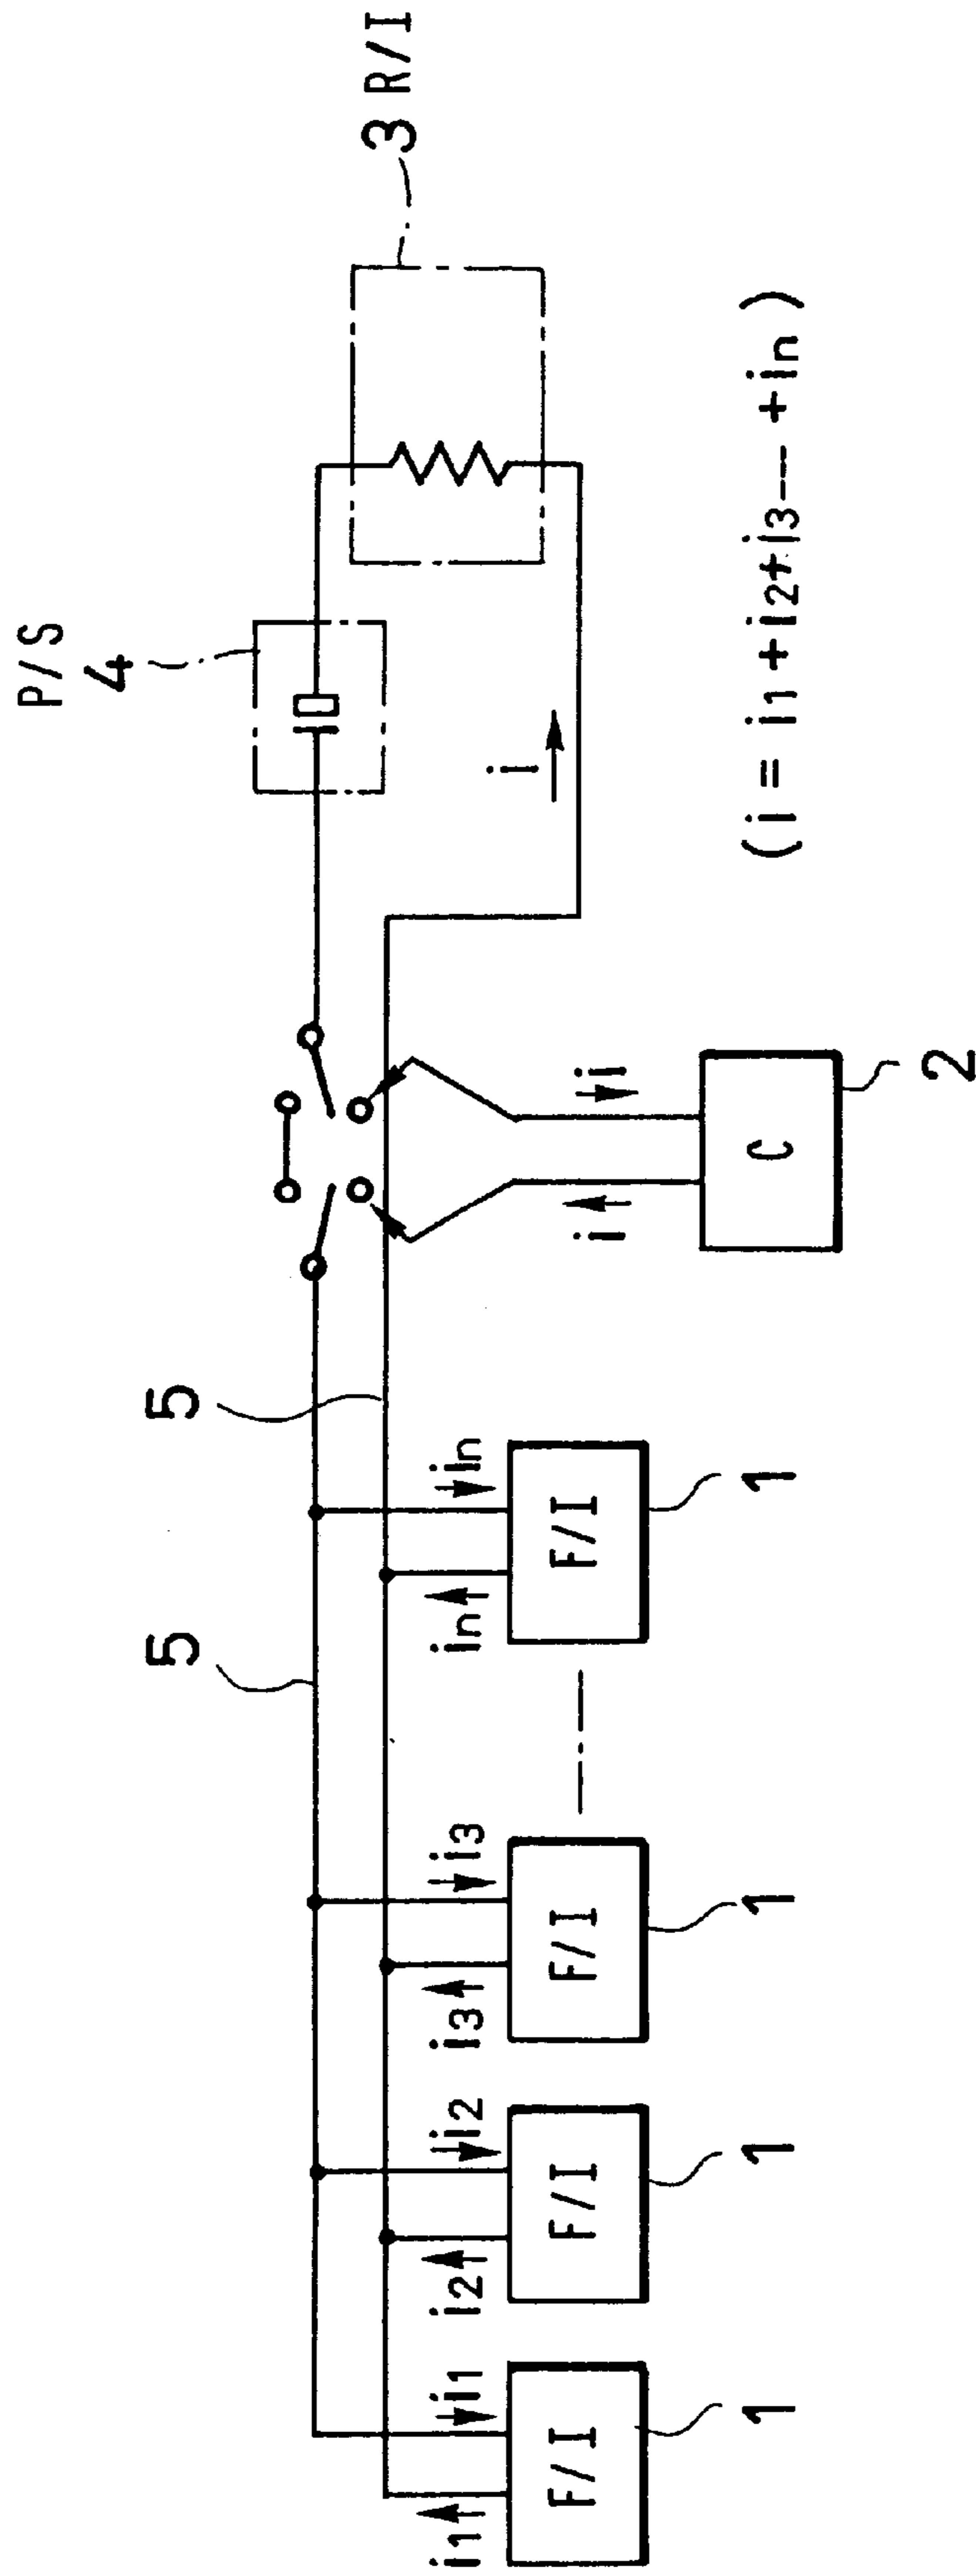 P/S
4
3 R/I
5
5
i
i1
i1
i2
i2
i3
i3
in
in
i
i
F/I
F/I
F/I
F/I
C
1
1
1
1
2
(i = i1+i2+i3--- +in)